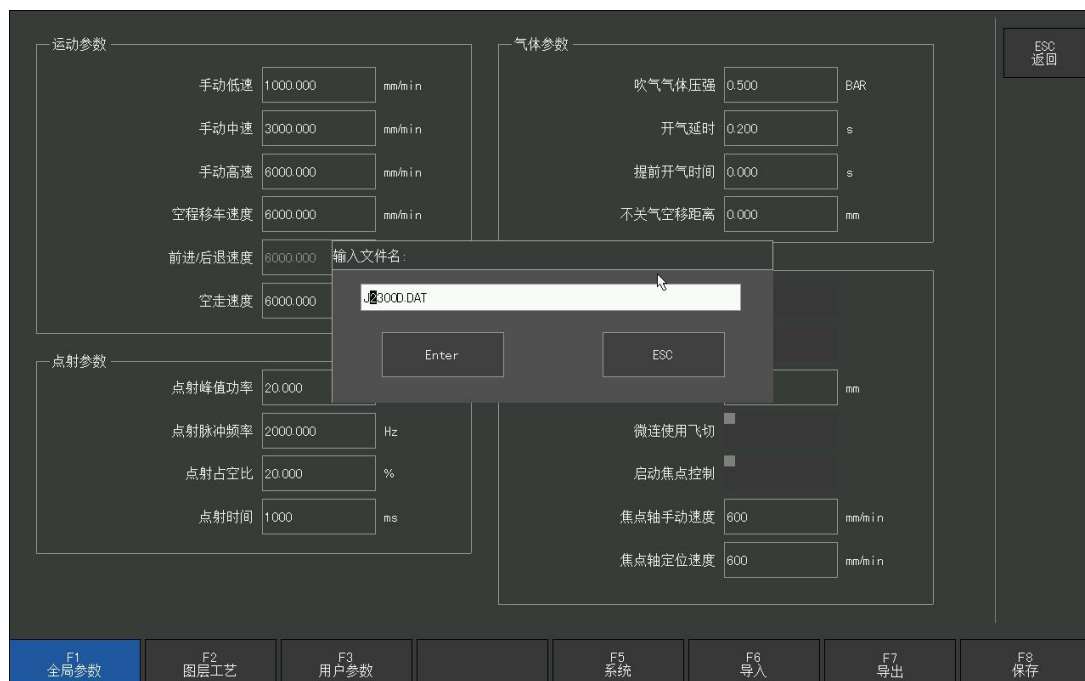 运动参数
手动低速 1000.000 mm/min
手动中速 3000.000 mm/min
手动高速 6000.000 mm/min
空程移车速度 6000.000 mm/min
前进/后退速度 6000.000
空走速度 6000.000
点射参数
点射峰值功率 20.000
点射脉冲频率 2000.000 Hz
点射占空比 20.000 %
点射时间 1000 ms
气体参数
吹气气体压强 0.500 BAR
开气延时 0.200 s
提前开气时间 0.000 s
不关气空移距离 0.000 mm
输入文件名:
J2300D.DAT
Enter ESC
mm
微连使用飞切
启动焦点控制
焦点轴手动速度 600 mm/min
焦点轴定位速度 600 mm/min
ESC
返回
F1
全局参数
F2
图层工艺
F3
用户参数
F5
系统
F6
导入
F7
导出
F8
保存